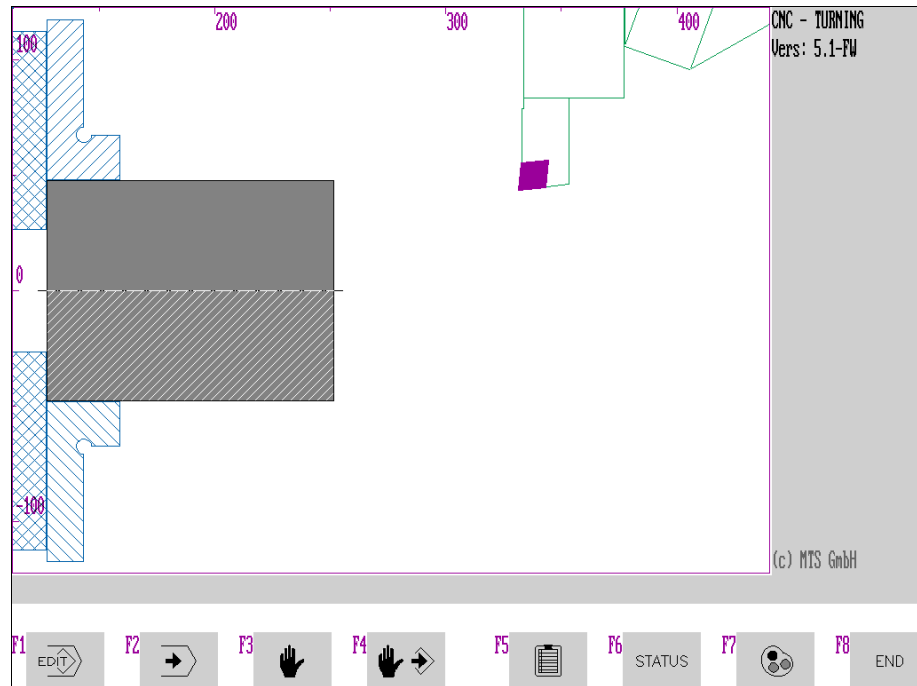 200
300
400
CNC - TURNING
Vers: 5.1-FW
100
0
-100
(c) MTS GmbH
F1
EDIT
F2
F3
F4
F5
F6
STATUS
F7
F8
END